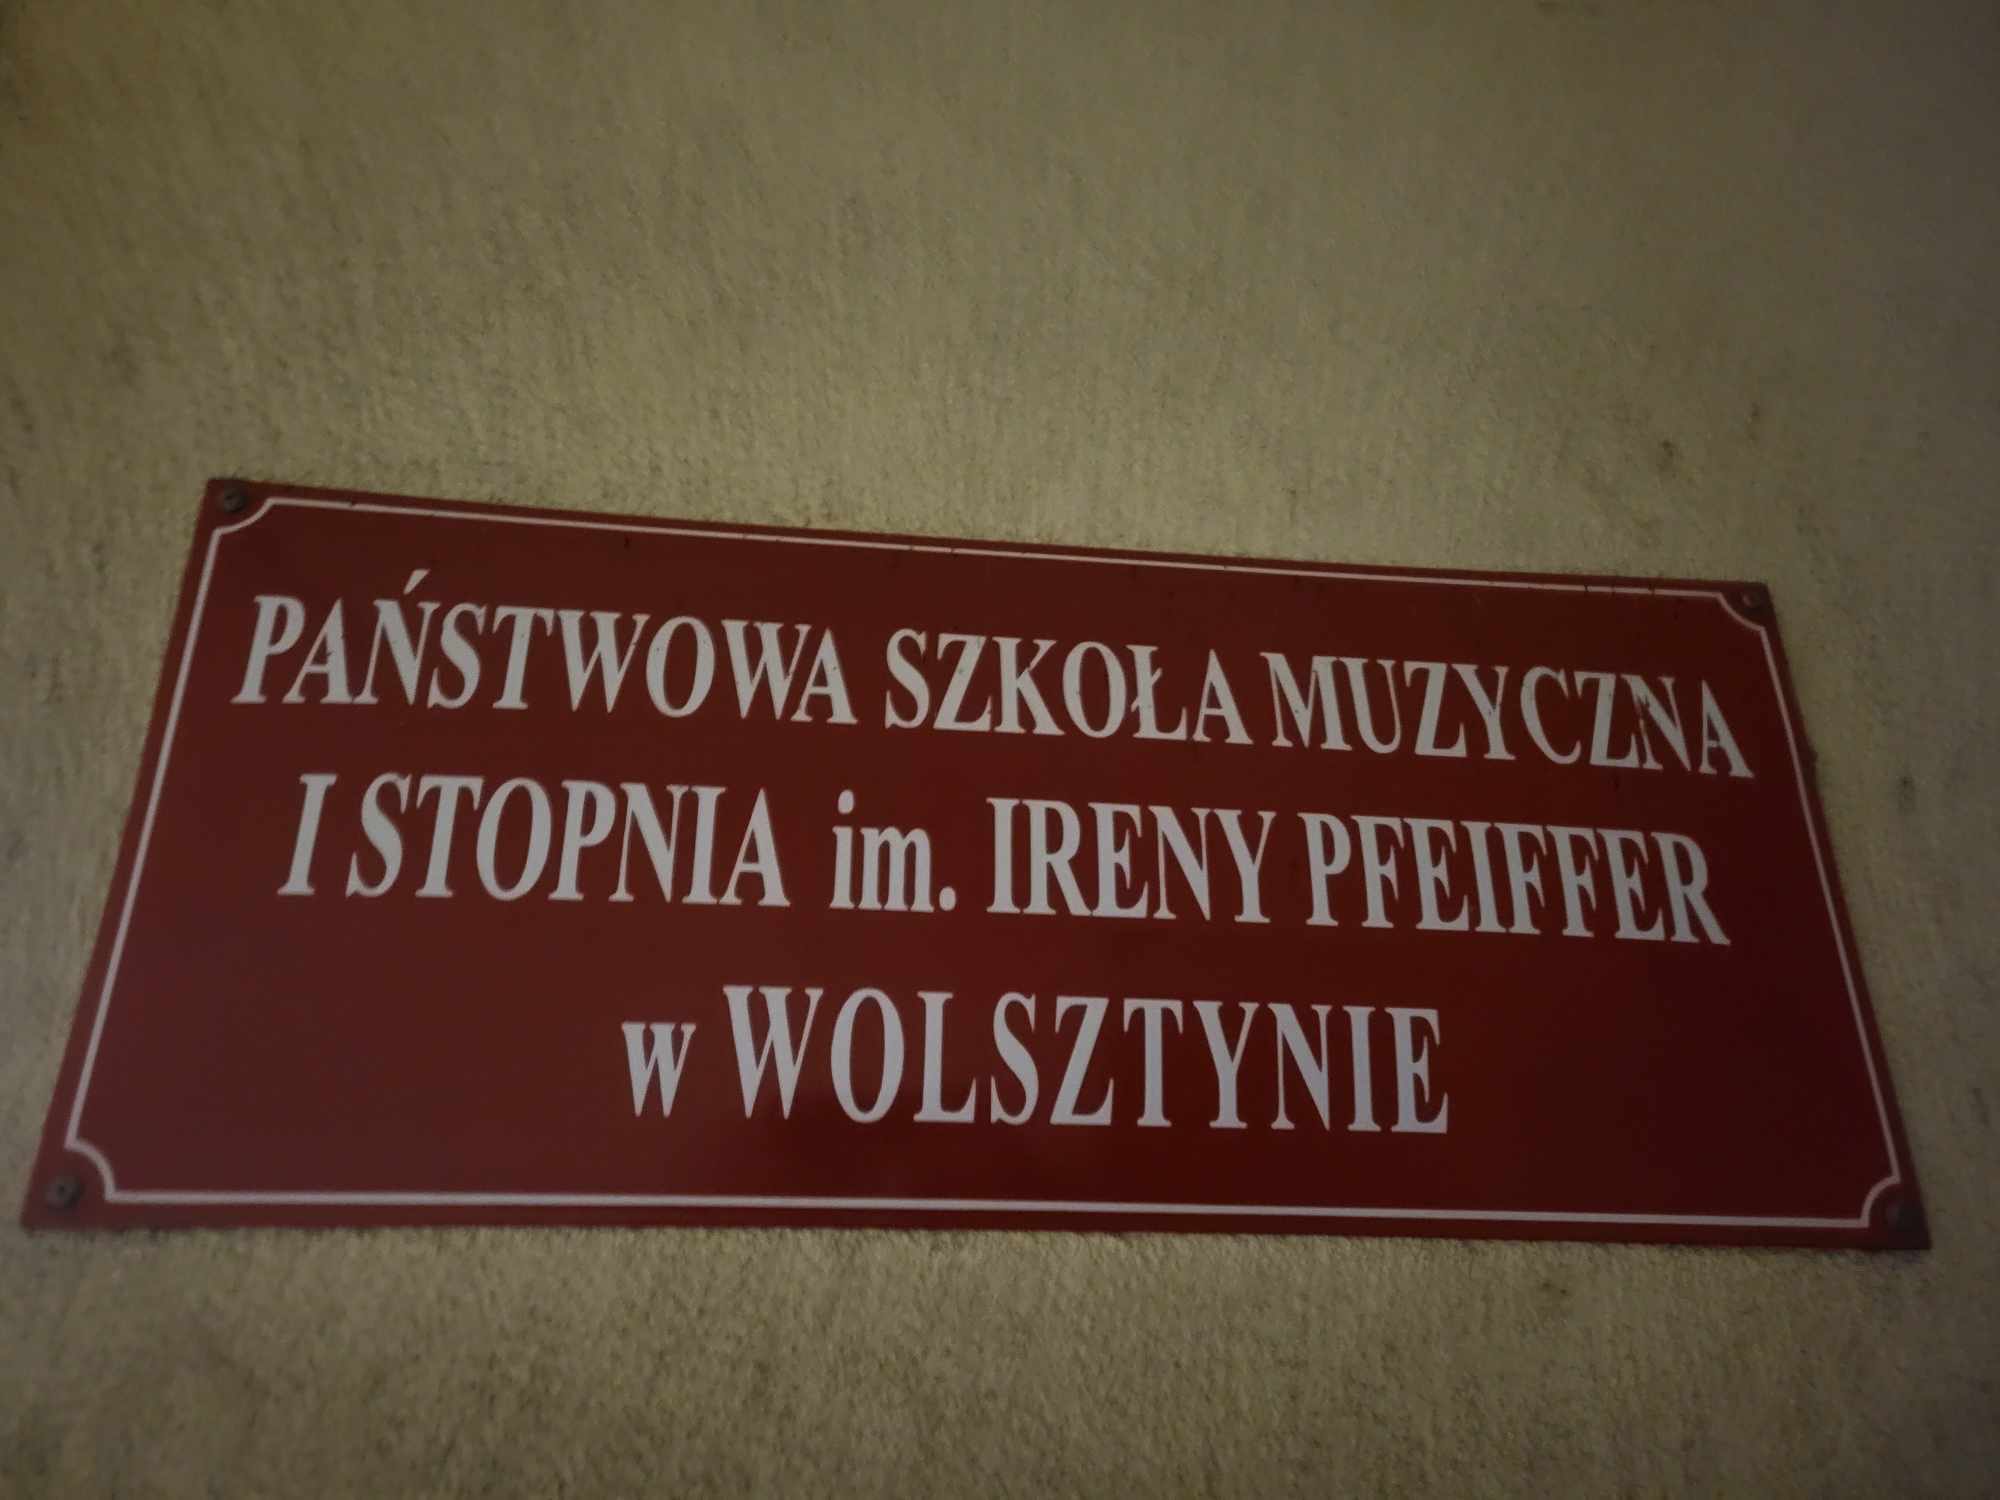 PAŃSTWOWA SZKOŁA MUZYCZNA
I STOPNIA im. IRENY PFEIFFER
w WOLSZTYNIE